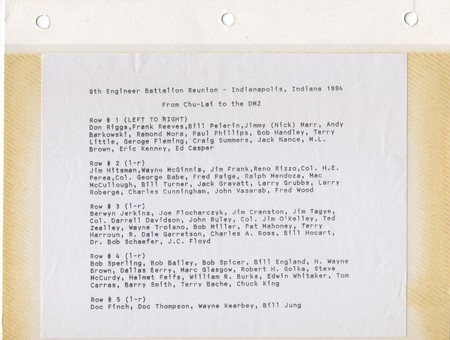 9th Engineer Battalion Reunion - Indianapolis, Indiana 1994
From Chu-Lai to the DMZ
Row # 1 (LEFT TO RIGHT)
Don Riggs,Frank Reeves,Bill Pelerin,Jimmy (Nick) Marr, Andy
Barkowski, Ramond Mora, Paul Phillips, Bob Handley, Terry
Little, Geroge Fleming, Craig Summers, Jack Nance, M.L.
Brown, Eric Kenney, Ed Casper
Row # 2 (l-r)
Jim Hitsman,Wayne McGinnis, Jim Frank,Reno Rizzo,Col. H.E.
Perea,Col. George Babe, Fred Paige, Ralph Mendoza, Mac
McCullough, Bill Turner, Jack Gravatt, Larry Grubbs, Larry
Roberge, Charles Cunningham, John Vasarab, Fred Wood
Row # 3 (l-r)
Berwyn Jenkins, Joe Plocharczyk, Jim Cranston, Jim Tagye,
Col. Darrell Davidson, John Ruley, Col. Jim O'Kelley, Ted
Zealley, Wayne Troiano, Bob Miller, Pat Mahoney, Terry
Harroun, R. Dale Garretson, Charles A. Ross, Bill Hocart,
Dr. Bob Schaefer, J.C. Floyd
Row # 4 (l-r)
Bob Sperling, Bob Bailey, Bob Spicer, Bill England, H. Wayne
Brown, Dallas Berry, Marc Glasgow, Robert H. Golka, Steve
McCurdy, Helmet Feifs, William R. Burks, Edwin Whitaker, Tom
Carras, Barry Smith, Terry Bache, Chuck King
Row # 5 (l-r)
Doc Finch, Doc Thompson, Wayne Kearbey, Bill Jung